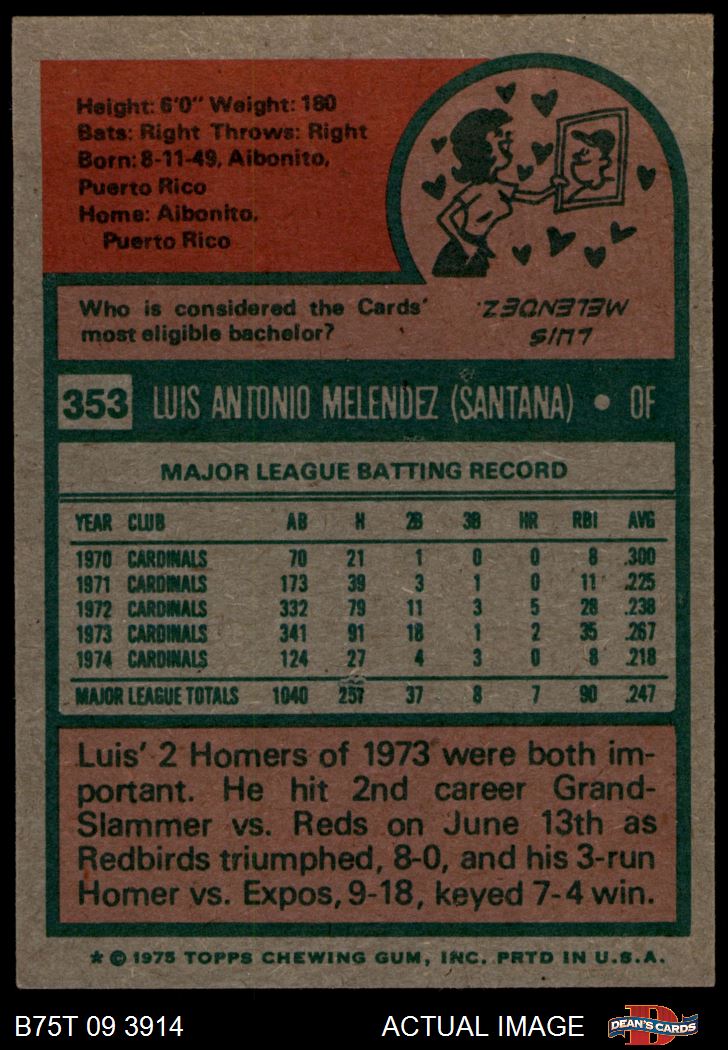 Height: 6'0" Weight: 180
Bats: Right Throws: Right
Born: 8-11-49, Aibonito,
Puerto Rico
Home: Aibonito,
Puerto Rico
Who is considered the Cards'
most eligible bachelor?
LUIS
MELENDEZ.
353 LUIS ANTONIO MELENDEZ (SANTANA) • OF
MAJOR LEAGUE BATTING RECORD
YEAR CLUB AB H 2B 3B HR RBI AVG
1970 CARDINALS 70 21 1 0 0 8 .300
1971 CARDINALS 173 39 3 1 0 11 .225
1972 CARDINALS 332 79 11 3 5 28 .238
1973 CARDINALS 341 91 18 1 2 35 .267
1974 CARDINALS 124 27 4 3 0 8 .218
MAJOR LEAGUE TOTALS 1040 257 37 8 7 90 .247
Luis' 2 Homers of 1973 were both im-
portant. He hit 2nd career Grand-
Slammer vs. Reds on June 13th as
Redbirds triumphed, 8-0, and his 3-run
Homer vs. Expos, 9-18, keyed 7-4 win.
* © 1975 TOPPS CHEWING GUM, INC. PRTD IN U.S.A.
B75T 09 3914 ACTUAL IMAGE D DEAN'S CARDS